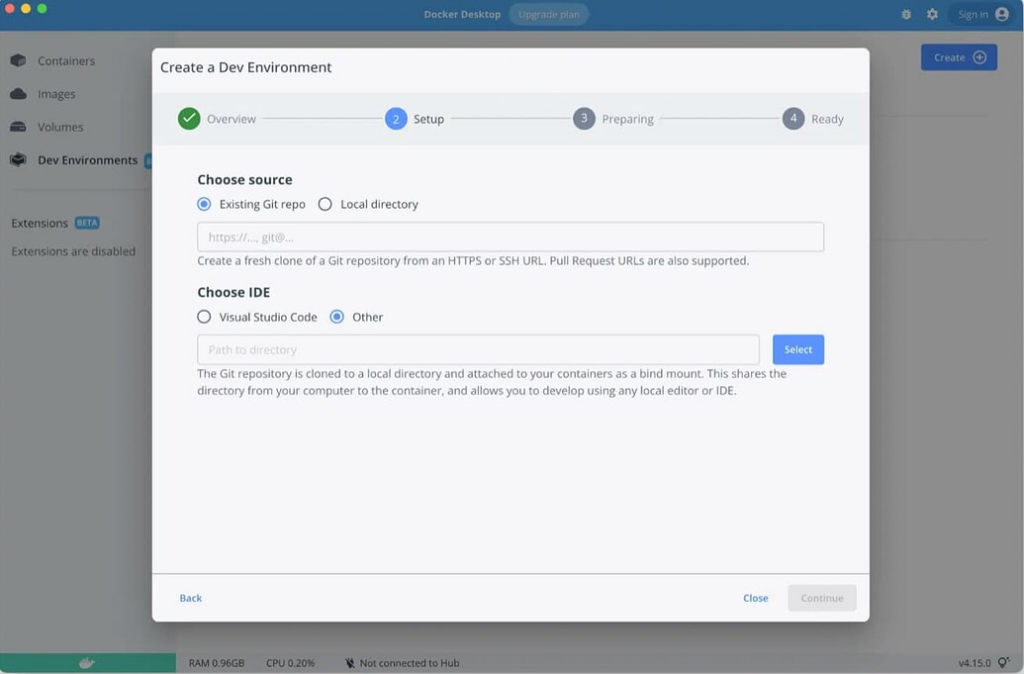 Docker Desktop Upgrade plan Sign in
Containers
Images
Volumes
Dev Environments
Extensions BETA
Extensions are disabled
Create
Create a Dev Environment
Overview 2 Setup 3 Preparing 4 Ready
Choose source
Existing Git repo Local directory
https://..., git@...
Create a fresh clone of a Git repository from an HTTPS or SSH URL. Pull Request URLs are also supported.
Choose IDE
Visual Studio Code Other
Path to directory Select
The Git repository is cloned to a local directory and attached to your containers as a bind mount. This shares the
directory from your computer to the container, and allows you to develop using any local editor or IDE.
Back Close Continue
RAM 0.96GB CPU 0.20% Not connected to Hub v4.15.0